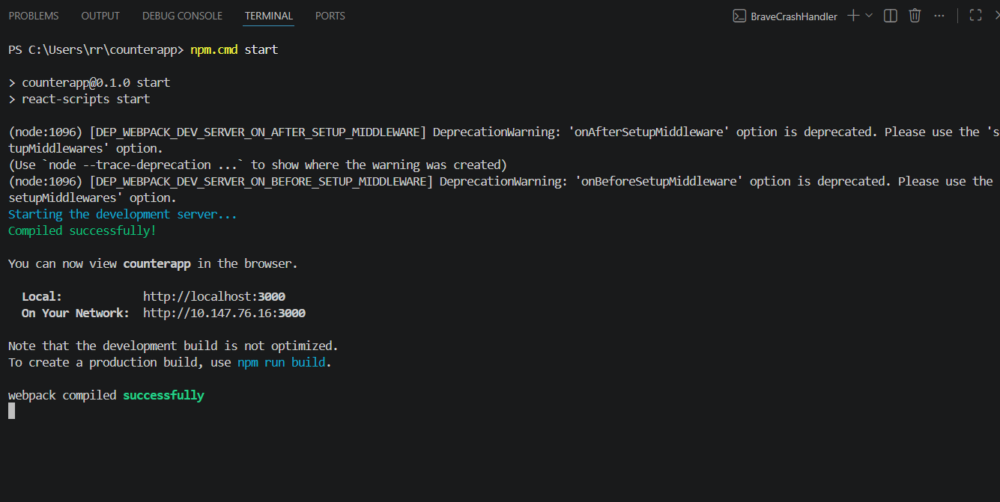 PROBLEMS OUTPUT DEBUG CONSOLE TERMINAL PORTS BraveCrashHandler
PS C:\Users\rr\counterapp> npm.cmd start
> counterapp@0.1.0 start
> react-scripts start
(node:1096) [DEP_WEBPACK_DEV_SERVER_ON_AFTER_SETUP_MIDDLEWARE] DeprecationWarning: 'onAfterSetupMiddleware' option is deprecated. Please use the 's
tupMiddlewares' option.
(Use `node --trace-deprecation ...` to show where the warning was created)
(node:1096) [DEP_WEBPACK_DEV_SERVER_ON_BEFORE_SETUP_MIDDLEWARE] DeprecationWarning: 'onBeforeSetupMiddleware' option is deprecated. Please use the
setupMiddlewares' option.
Starting the development server...
Compiled successfully!
You can now view counterapp in the browser.
Local: http://localhost:3000
On Your Network: http://10.147.76.16:3000
Note that the development build is not optimized.
To create a production build, use npm run build.
webpack compiled successfully